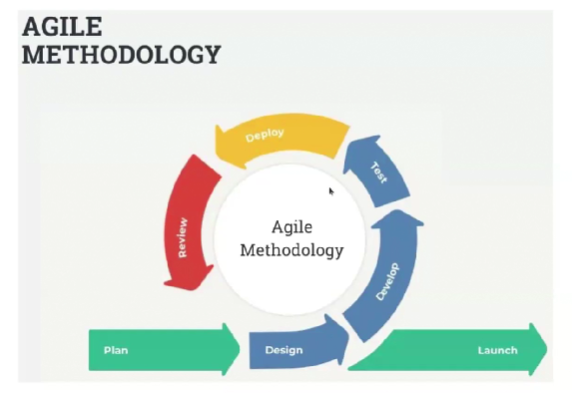 AGILE
METHODOLOGY
Deploy
Test
Review
Agile
Methodology
Develop
Plan
Design
Launch